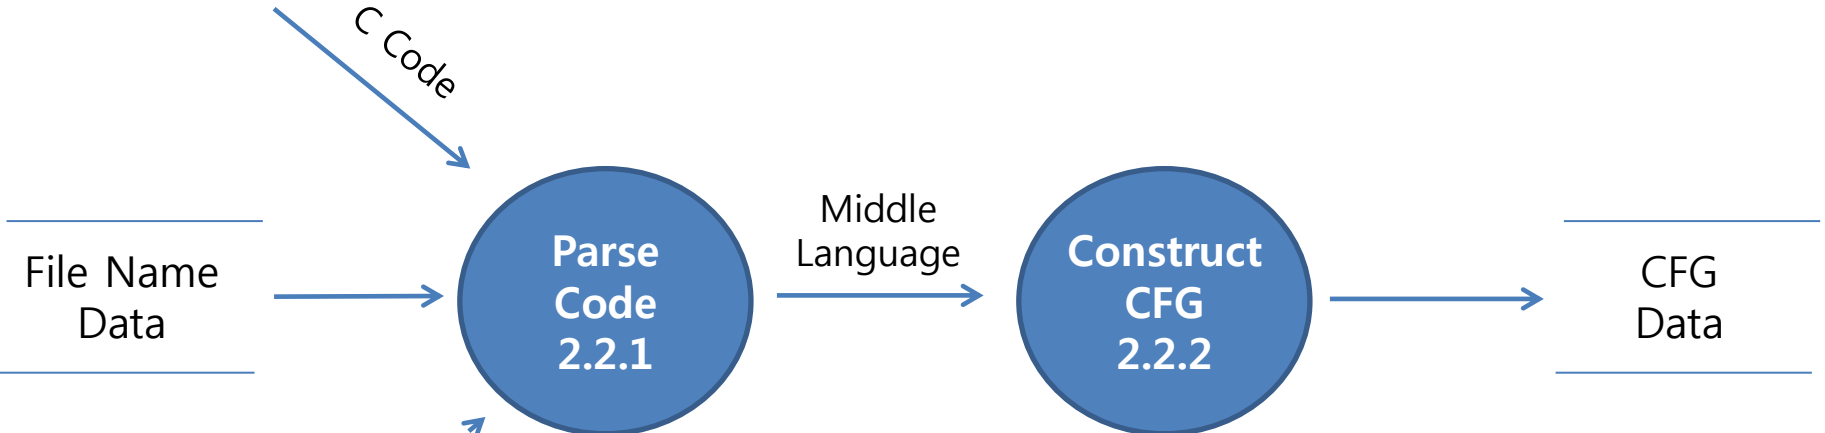 C Code
File Name
Data
Parse
Code
2.2.1
Middle
Language
Construct
CFG
2.2.2
CFG
Data